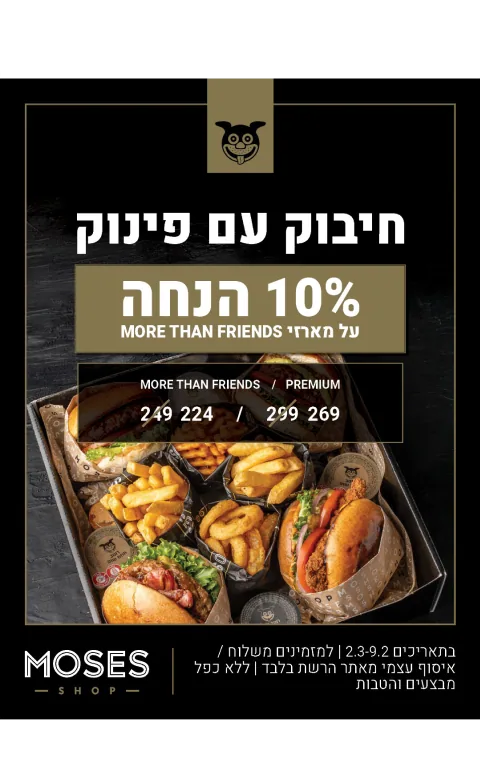 חיבוק עם פינוק
10% הנחה
על מארזי MORE THAN FRIENDS
MORE THAN FRIENDS / PREMIUM
249 224 / 299 269
MOSES
SHOP
בתאריכים 2.3-9.2 | למזמינים משלוח /
איסוף עצמי מאתר הרשת בלבד | ללא כפל
מבצעים והטבות